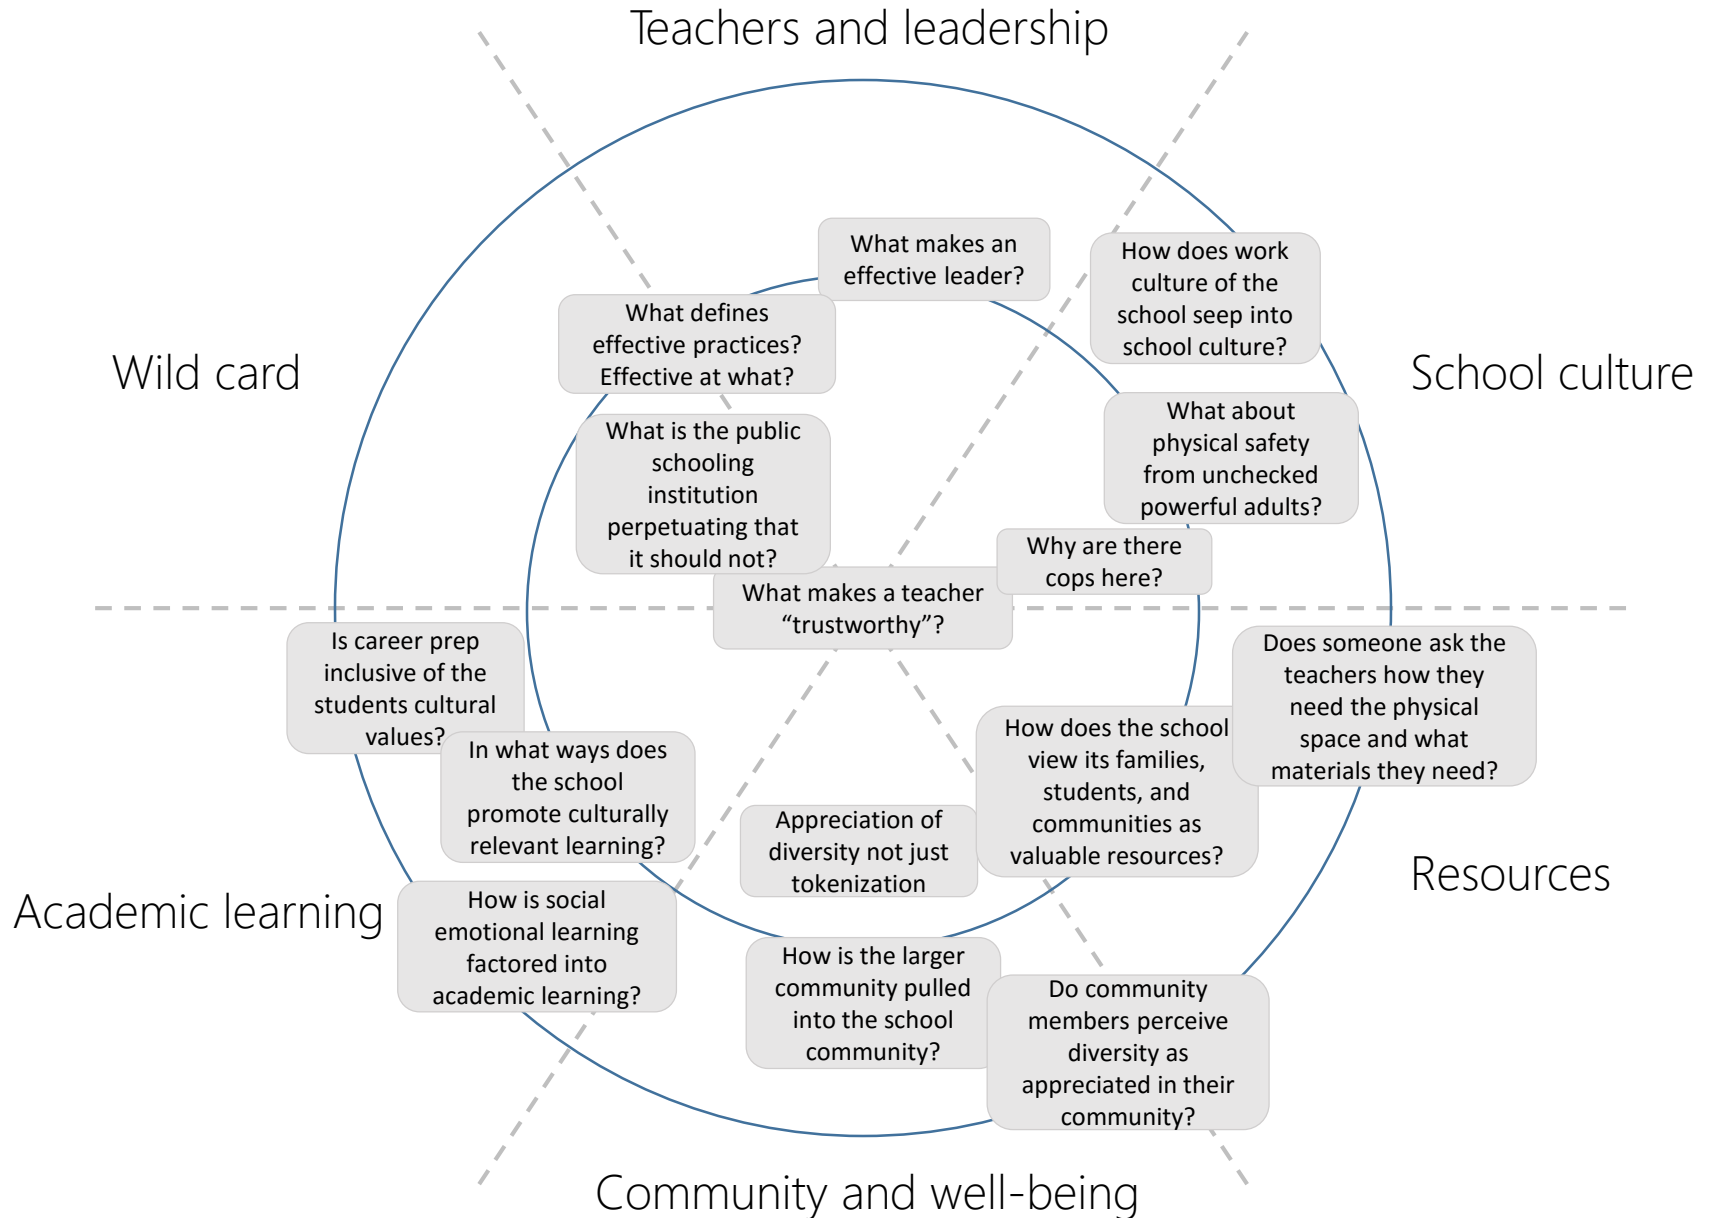 Teachers and leadership
What makes an
effective leader?
How does work
culture of the
school seep into
school culture?
What defines
effective practices?
Effective at what?
Wild card
School culture
What about
physical safety
from unchecked
powerful adults?
What is the public
schooling
institution
perpetuating that
it should not?
Why are there
cops here?
What makes a teacher
“trustworthy”?
Is career prep
inclusive of the
students cultural
values?
Does someone ask the
teachers how they
need the physical
space and what
materials they need?
How does the school
view its families,
students, and
communities as
valuable resources?
In what ways does
the school
promote culturally
relevant learning?
Appreciation of
diversity not just
tokenization
Resources
Academic learning
How is social
emotional learning
factored into
academic learning?
How is the larger
community pulled
into the school
community?
Do community
members perceive
diversity as
appreciated in their
community?
Community and well-being